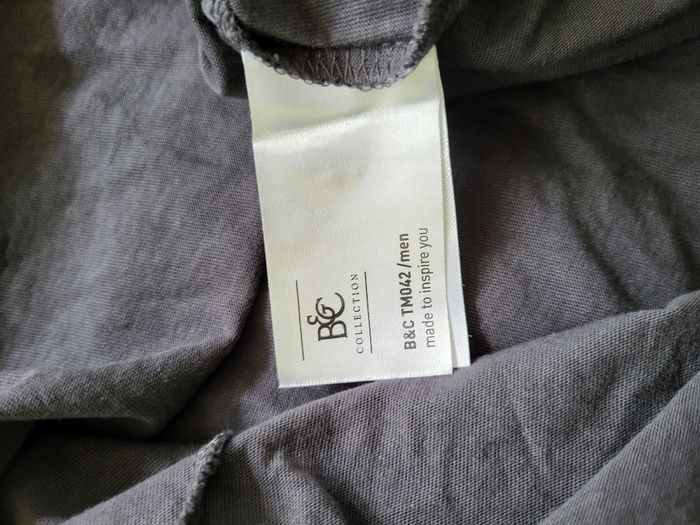 B&C
COLLECTION
B&C TM042/men
made to inspire you